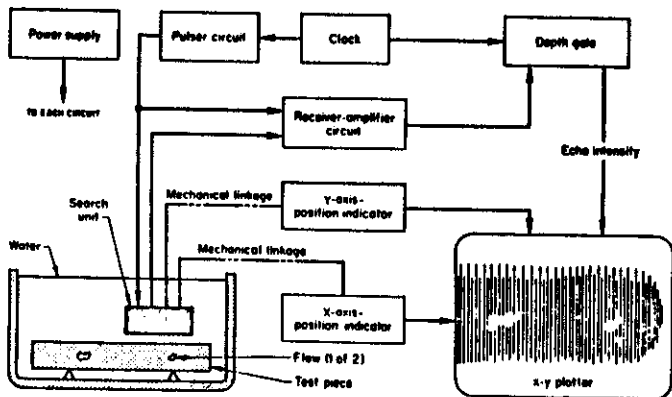 Power supply
Pulser circuit
Clock
Depth gate
TO EACH CIRCUIT
Receiver-amplifier
circuit
Echo intensity
Mechanical linkage
Search
unit
Y-axis-
position indicator
Water
Mechanical linkage
X-axis-
position indicator
Flaw (1 of 2)
Test piece
x-y plotter